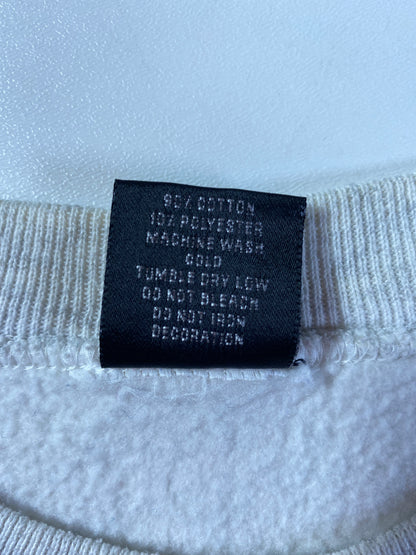 90% COTTON
10% POLYESTER
MACHINE WASH
COLD
TUMBLE DRY LOW
DO NOT BLEACH
DO NOT IRON
DECORATION